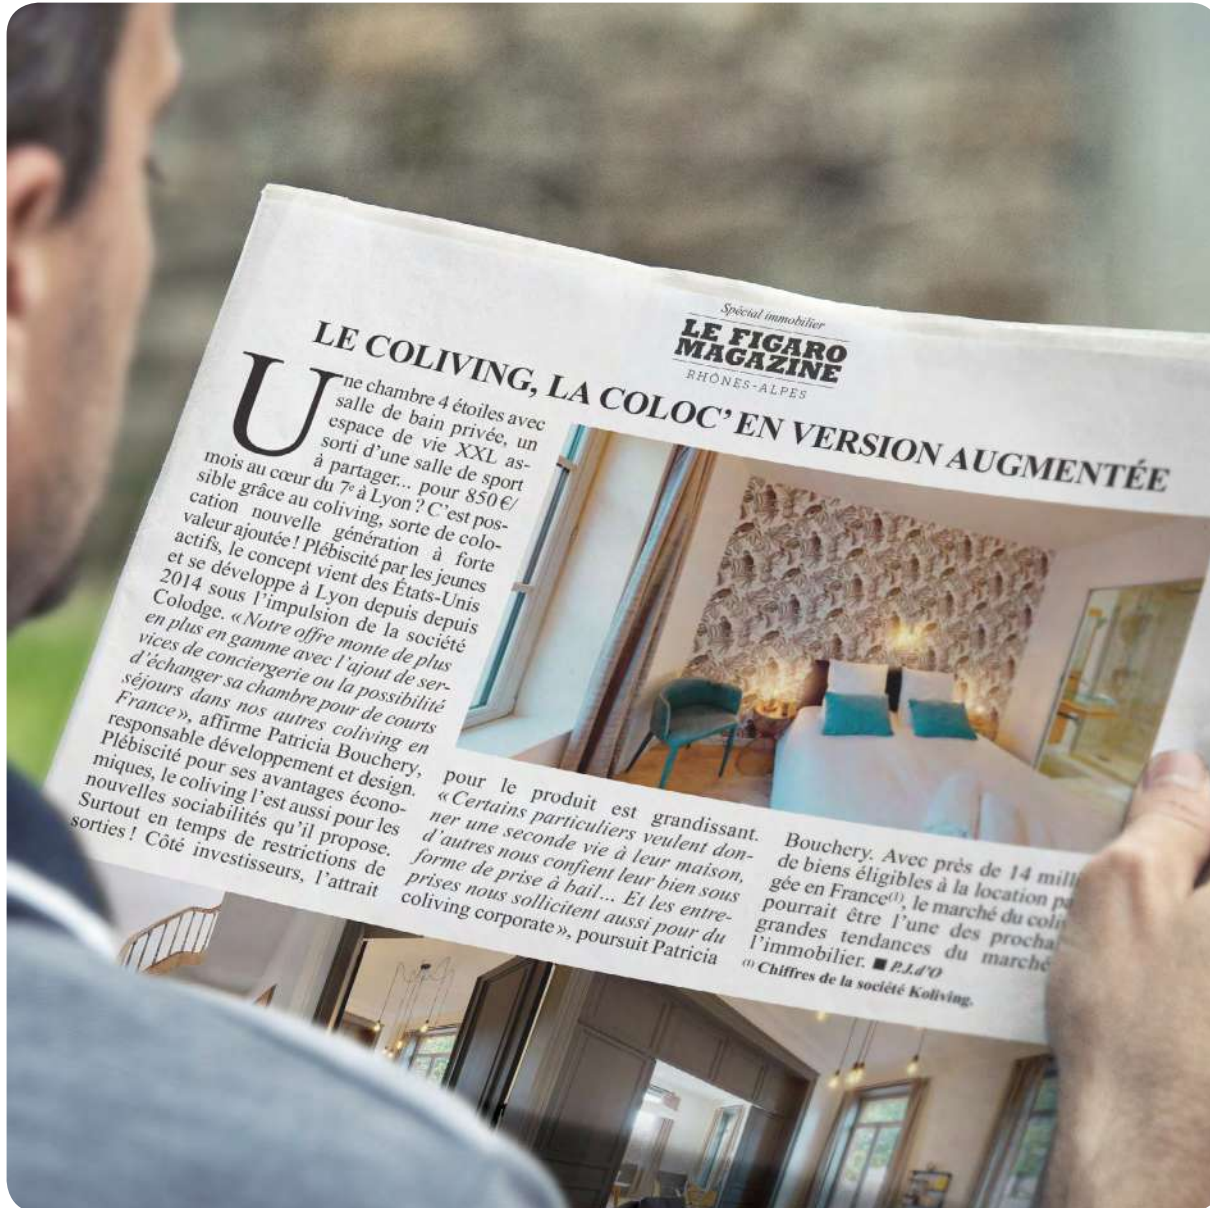 Spécial immobilier
LE FIGARO
MAGAZINE
RHÔNES-ALPES
LE COLIVING, LA COLOC’ EN VERSION AUGMENTÉE
Une chambre 4 étoiles avec
salle de bain privée, un
espace de vie XXL as-
sorti d’une salle de sport
à partager... pour 850 €/
mois au cœur du 7e à Lyon ? C’est pos-
sible grâce au coliving, sorte de colo-
cation nouvelle génération à forte
valeur ajoutée ! Plébiscité par les jeunes
actifs, le concept vient des États-Unis
et se développe à Lyon depuis depuis
2014 sous l’impulsion de la société
Colodge. « Notre offre monte de plus
en plus en gamme avec l’ajout de ser-
vices de conciergerie ou la possibilité
d’échanger sa chambre pour de courts
séjours dans nos autres coliving en
France », affirme Patricia Bouchery,
responsable développement et design.
Plébiscité pour ses avantages écono-
miques, le coliving l’est aussi pour les
nouvelles sociabilités qu’il propose.
Surtout en temps de restrictions de
sorties ! Côté investisseurs, l’attrait
pour le produit est grandissant.
« Certains particuliers veulent don-
ner une seconde vie à leur maison,
d’autres nous confient leur bien sous
forme de prise à bail... Et les entre-
prises nous sollicitent aussi pour du
coliving corporate », poursuit Patricia
Bouchery. Avec près de 14 mill
de biens éligibles à la location pa
gée en France(1), le marché du coli
pourrait être l’une des procha
grandes tendances du marché
l’immobilier. ■ P.J.d’O
(1) Chiffres de la société Koliving.